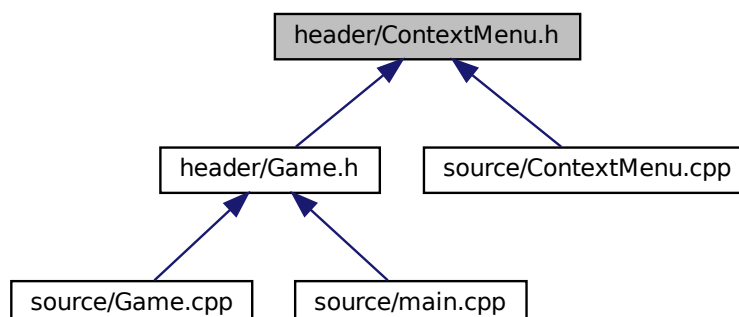 header/ContextMenu.h
header/Game.h
source/ContextMenu.cpp
source/Game.cpp
source/main.cpp